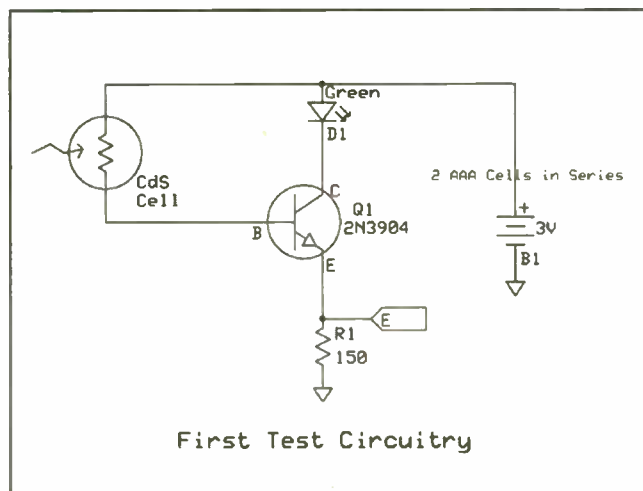 Green
D1
CdS
Cell
2 AAA Cells in Series
C
Q1
2N3904
B
E
+
3V
B1
E
R1
150
First Test Circuitry